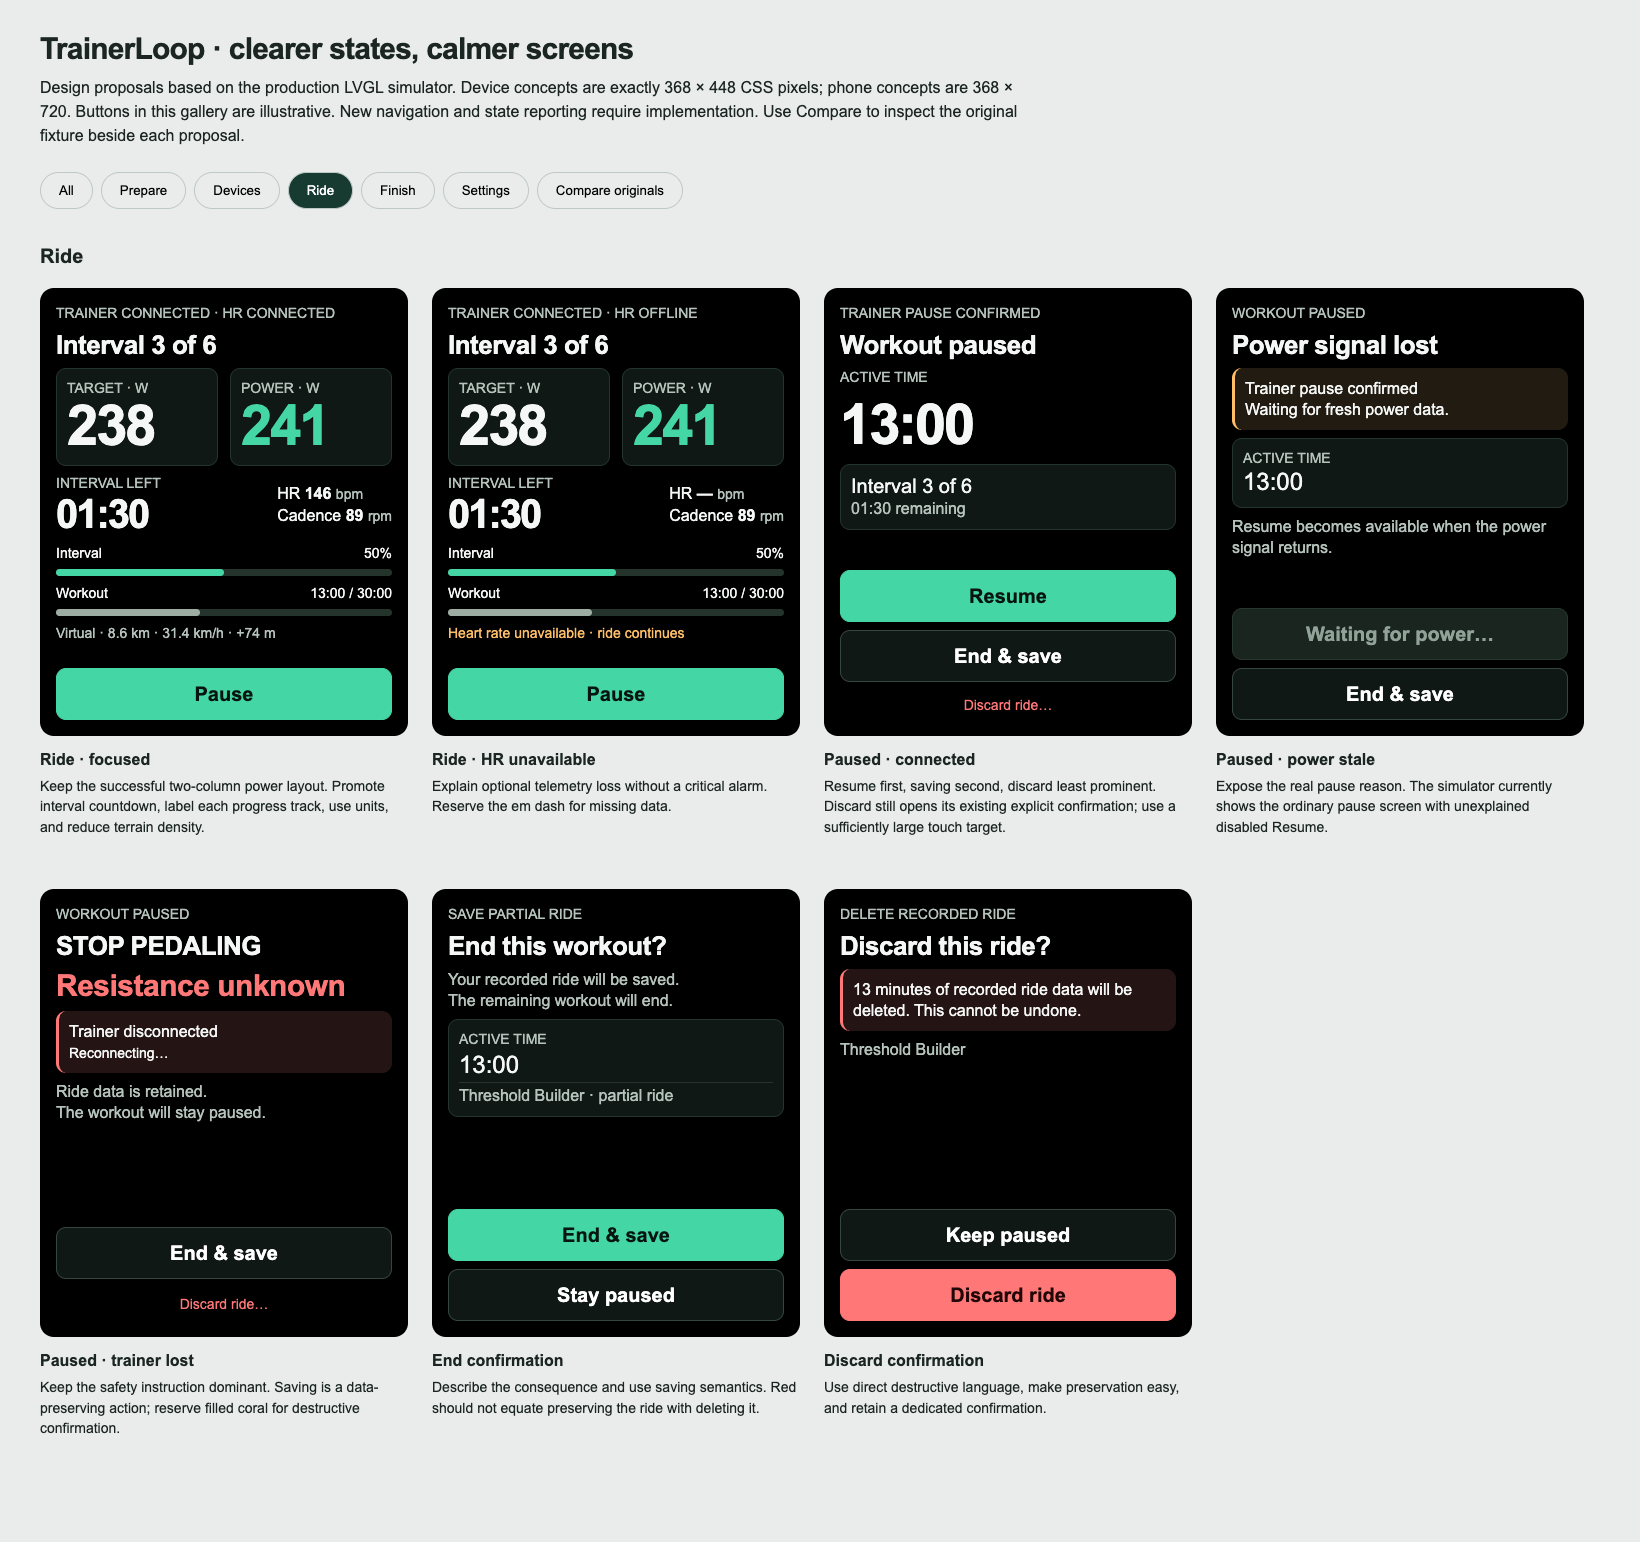 TrainerLoop · clearer states, calmer screens
Design proposals based on the production LVGL simulator. Device concepts are exactly 368 × 448 CSS pixels; phone concepts are 368 ×
720. Buttons in this gallery are illustrative. New navigation and state reporting require implementation. Use Compare to inspect the original
fixture beside each proposal.
All
Prepare
Devices
Ride
Finish
Settings
Compare originals
Ride
TRAINER CONNECTED · HR CONNECTED
Interval 3 of 6
TARGET · W
238
POWER · W
241
INTERVAL LEFT
01:30
HR 146 bpm
Cadence 89 rpm
Interval 50%
Workout 13:00 / 30:00
Virtual · 8.6 km · 31.4 km/h · +74 m
Pause
Ride · focused
Keep the successful two-column power layout. Promote
interval countdown, label each progress track, use units,
and reduce terrain density.
TRAINER CONNECTED · HR OFFLINE
Interval 3 of 6
TARGET · W
238
POWER · W
241
INTERVAL LEFT
01:30
HR — bpm
Cadence 89 rpm
Interval 50%
Workout 13:00 / 30:00
Heart rate unavailable · ride continues
Pause
Ride · HR unavailable
Explain optional telemetry loss without a critical alarm.
Reserve the em dash for missing data.
TRAINER PAUSE CONFIRMED
Workout paused
ACTIVE TIME
13:00
Interval 3 of 6
01:30 remaining
Resume
End & save
Discard ride…
Paused · connected
Resume first, saving second, discard least prominent.
Discard still opens its existing explicit confirmation; use a
sufficiently large touch target.
WORKOUT PAUSED
Power signal lost
Trainer pause confirmed
Waiting for fresh power data.
ACTIVE TIME
13:00
Resume becomes available when the power
signal returns.
Waiting for power…
End & save
Paused · power stale
Expose the real pause reason. The simulator currently
shows the ordinary pause screen with unexplained
disabled Resume.
WORKOUT PAUSED
STOP PEDALING
Resistance unknown
Trainer disconnected
Reconnecting…
Ride data is retained.
The workout will stay paused.
End & save
Discard ride…
Paused · trainer lost
Keep the safety instruction dominant. Saving is a data-
preserving action; reserve filled coral for destructive
confirmation.
SAVE PARTIAL RIDE
End this workout?
Your recorded ride will be saved.
The remaining workout will end.
ACTIVE TIME
13:00
Threshold Builder · partial ride
End & save
Stay paused
End confirmation
Describe the consequence and use saving semantics. Red
should not equate preserving the ride with deleting it.
DELETE RECORDED RIDE
Discard this ride?
13 minutes of recorded ride data will be
deleted. This cannot be undone.
Threshold Builder
Keep paused
Discard ride
Discard confirmation
Use direct destructive language, make preservation easy,
and retain a dedicated confirmation.